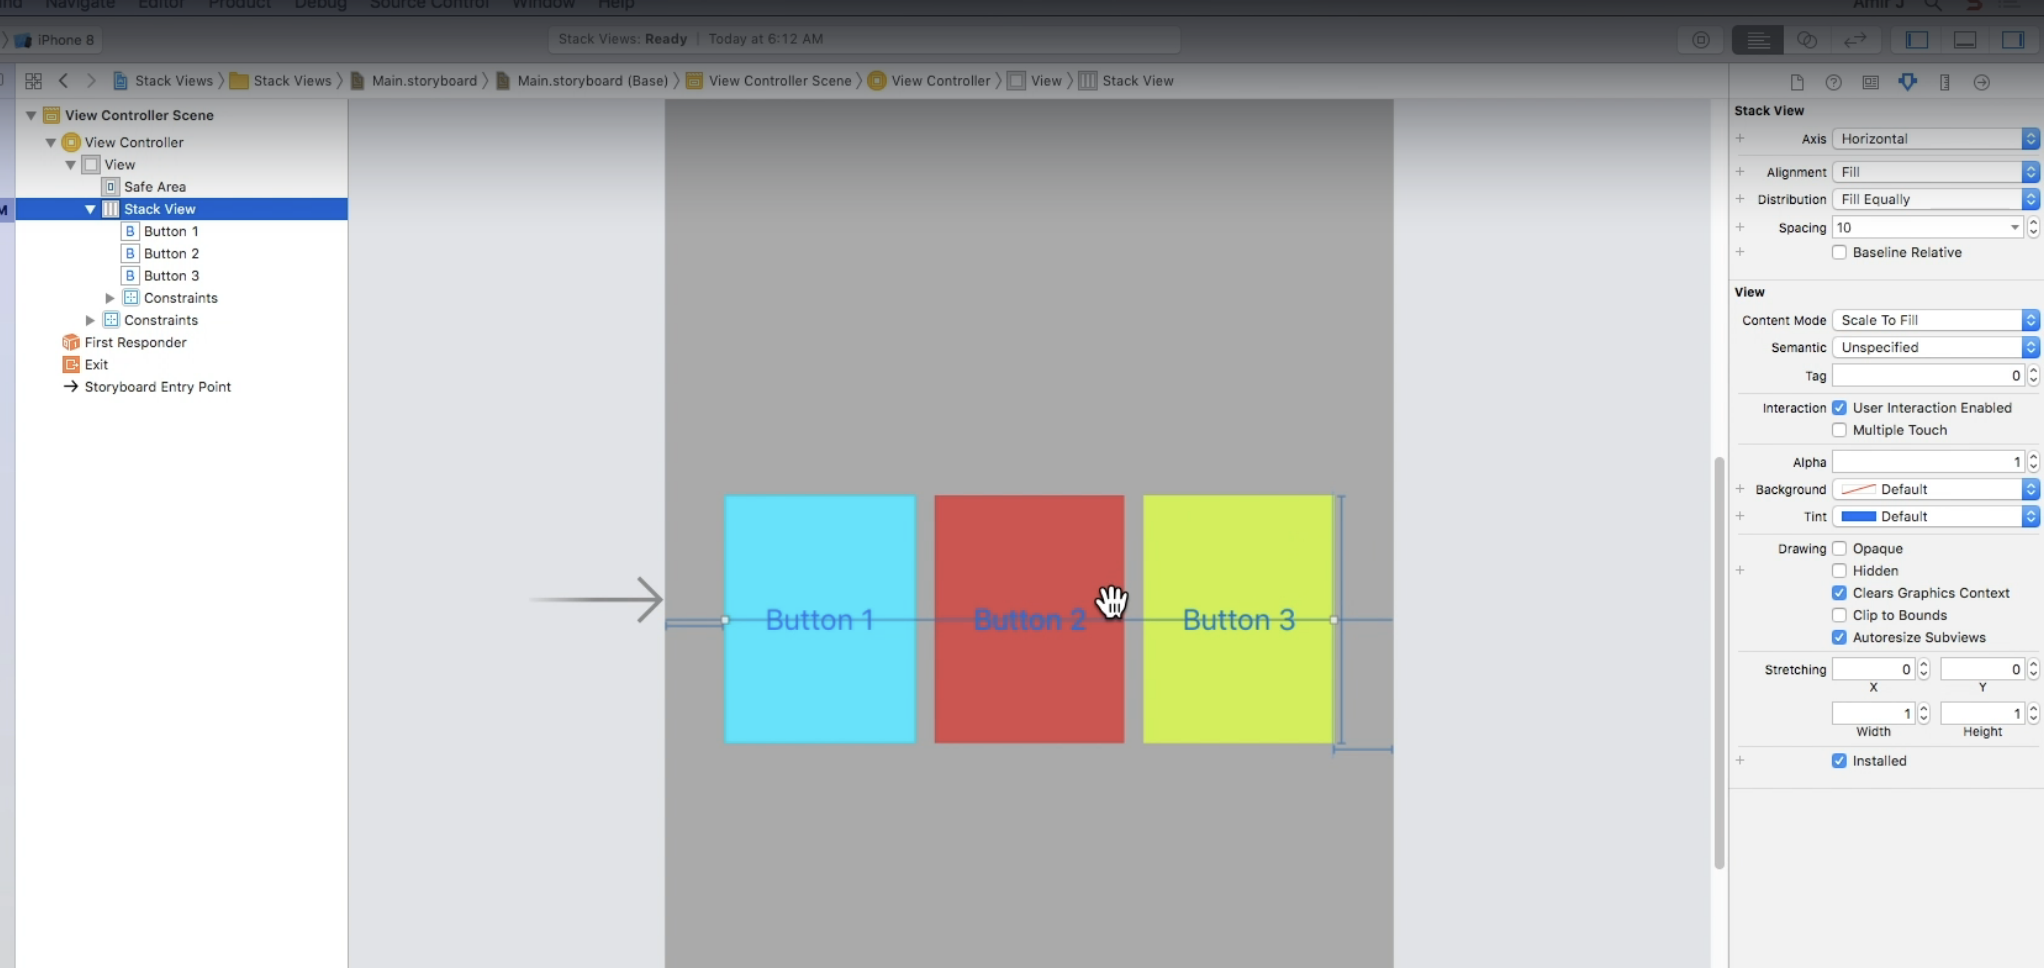 Navigate Editor Product Debug Source Control Window Help Amir J
iPhone 8
Stack Views: Ready | Today at 6:12 AM
Stack Views Stack Views Main.storyboard Main.storyboard (Base) View Controller Scene View Controller View Stack View
View Controller Scene
View Controller
View
Safe Area
M
Stack View
B Button 1
B Button 2
B Button 3
Constraints
Constraints
First Responder
Exit
Storyboard Entry Point
Button 1
Button 2
Button 3
Stack View
Axis Horizontal
Alignment Fill
Distribution Fill Equally
Spacing 10
Baseline Relative
View
Content Mode Scale To Fill
Semantic Unspecified
Tag 0
Interaction User Interaction Enabled
Multiple Touch
Alpha 1
Background Default
Tint Default
Drawing Opaque
Hidden
Clears Graphics Context
Clip to Bounds
Autoresize Subviews
Stretching 0 0
X Y
1 1
Width Height
Installed